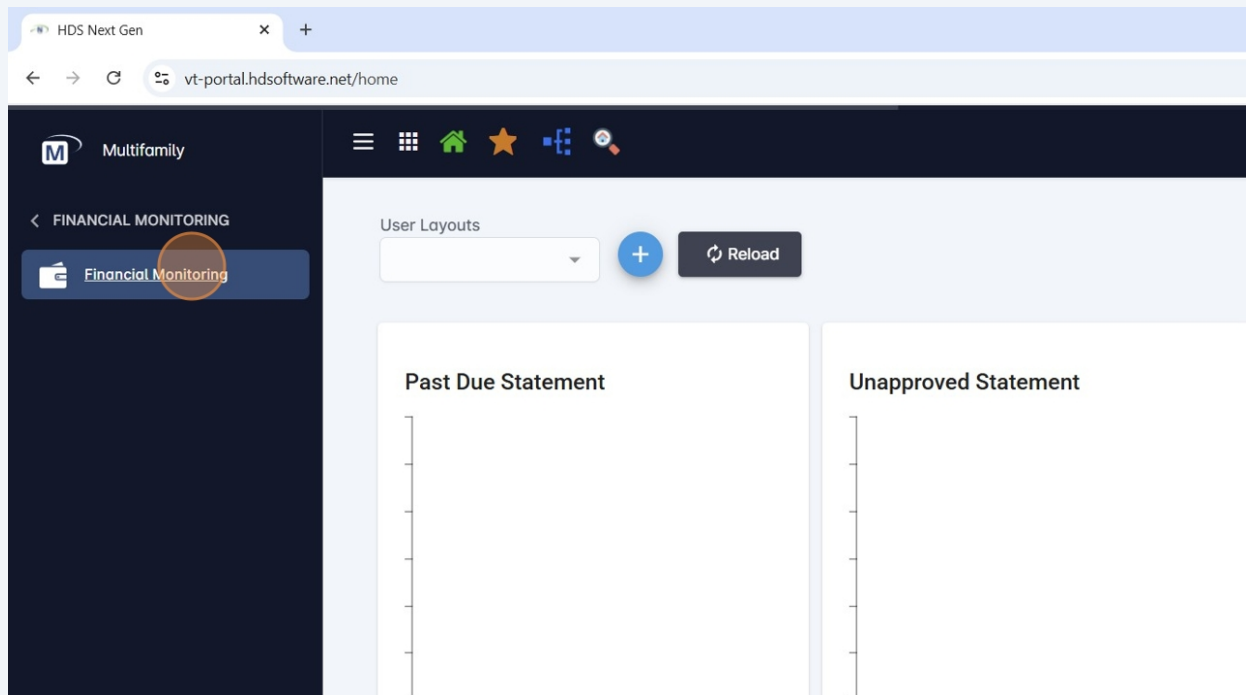 HDS Next Gen
vt-portal.hdsoftware.net/home
M
Multifamily
FINANCIAL MONITORING
Financial Monitoring
User Layouts
+
Reload
Past Due Statement
Unapproved Statement